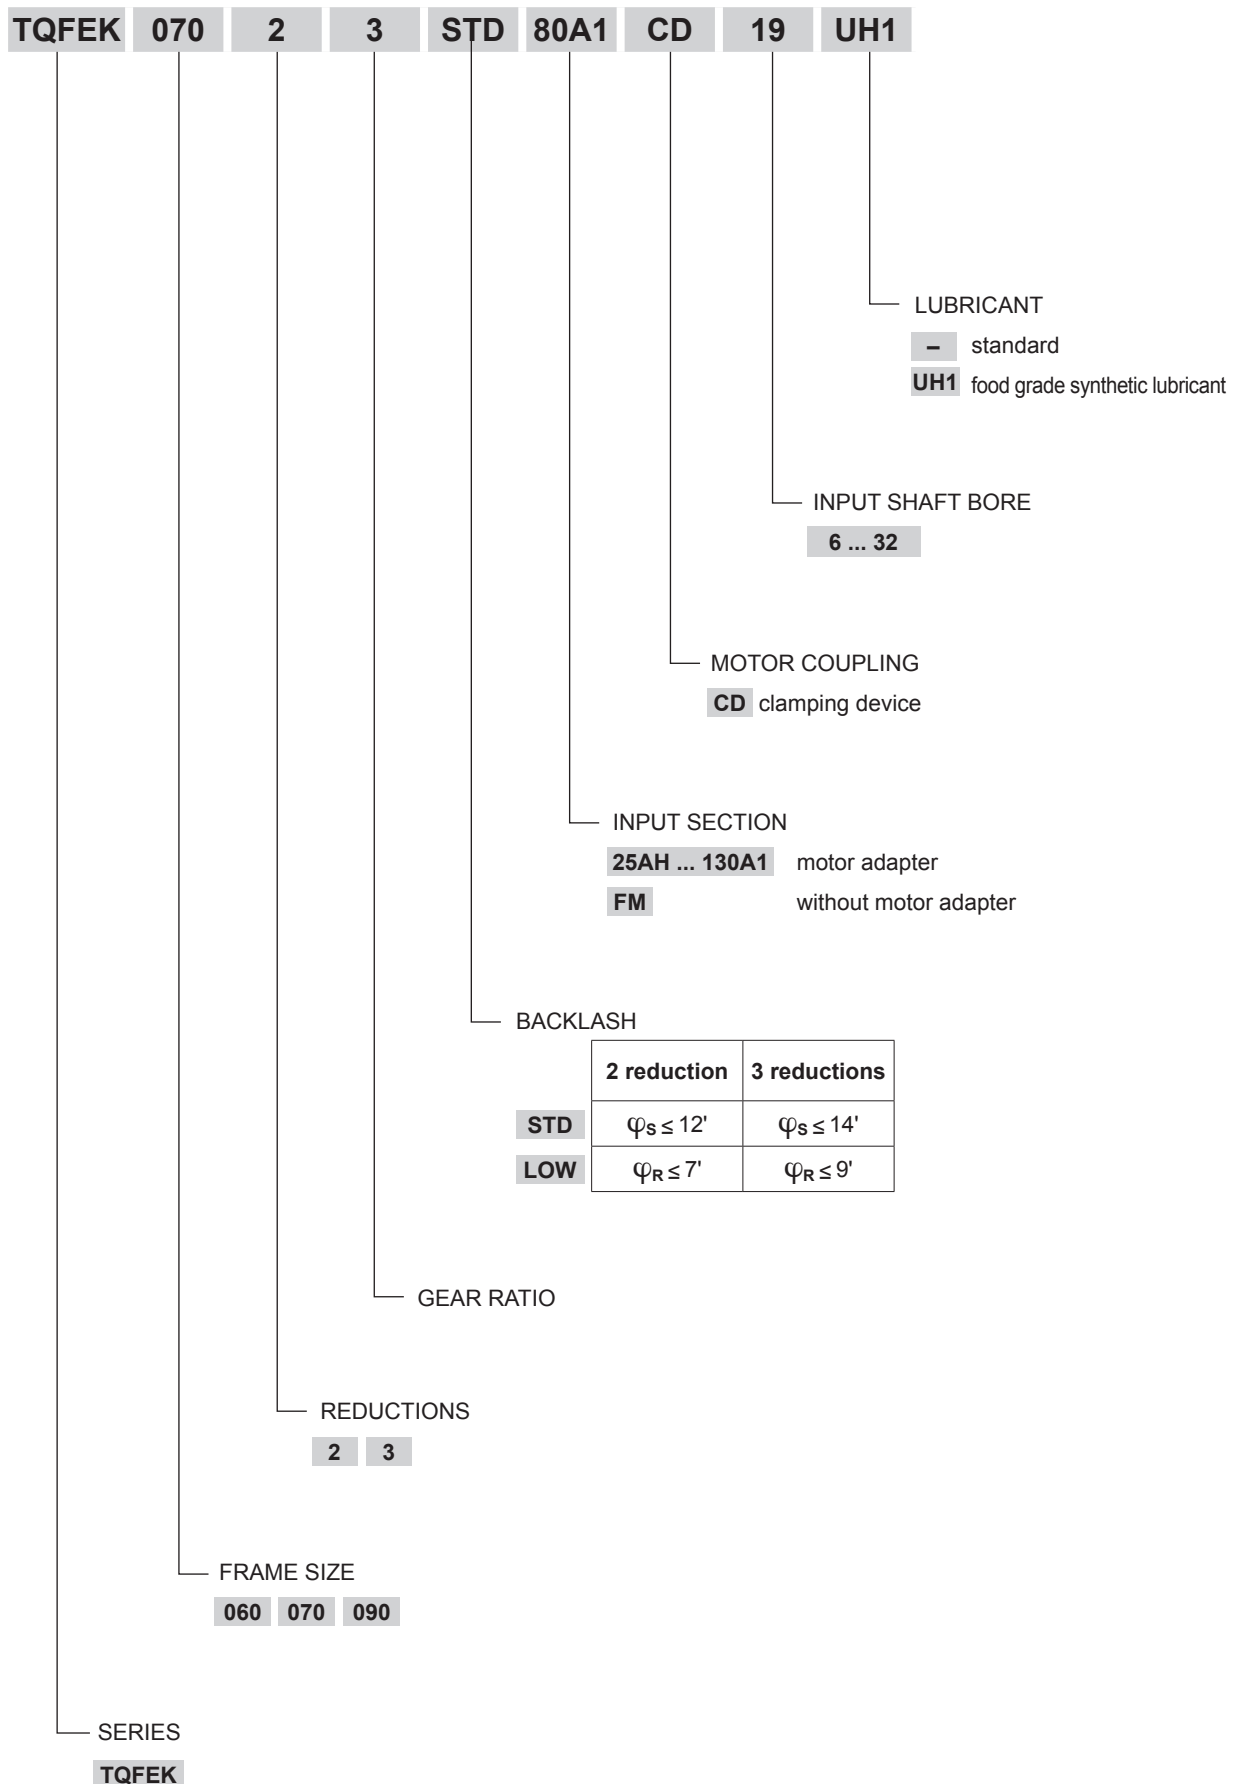 TQFEK 070 2 3 STD 80A1 CD 19 UH1
LUBRICANT
– standard
UH1 food grade synthetic lubricant
INPUT SHAFT BORE
6 ... 32
MOTOR COUPLING
CD clamping device
INPUT SECTION
25AH ... 130A1 motor adapter
FM without motor adapter
BACKLASH
2 reduction 3 reductions
STD φS ≤ 12' φS ≤ 14'
LOW φR ≤ 7' φR ≤ 9'
GEAR RATIO
REDUCTIONS
2 3
FRAME SIZE
060 070 090
SERIES
TQFEK